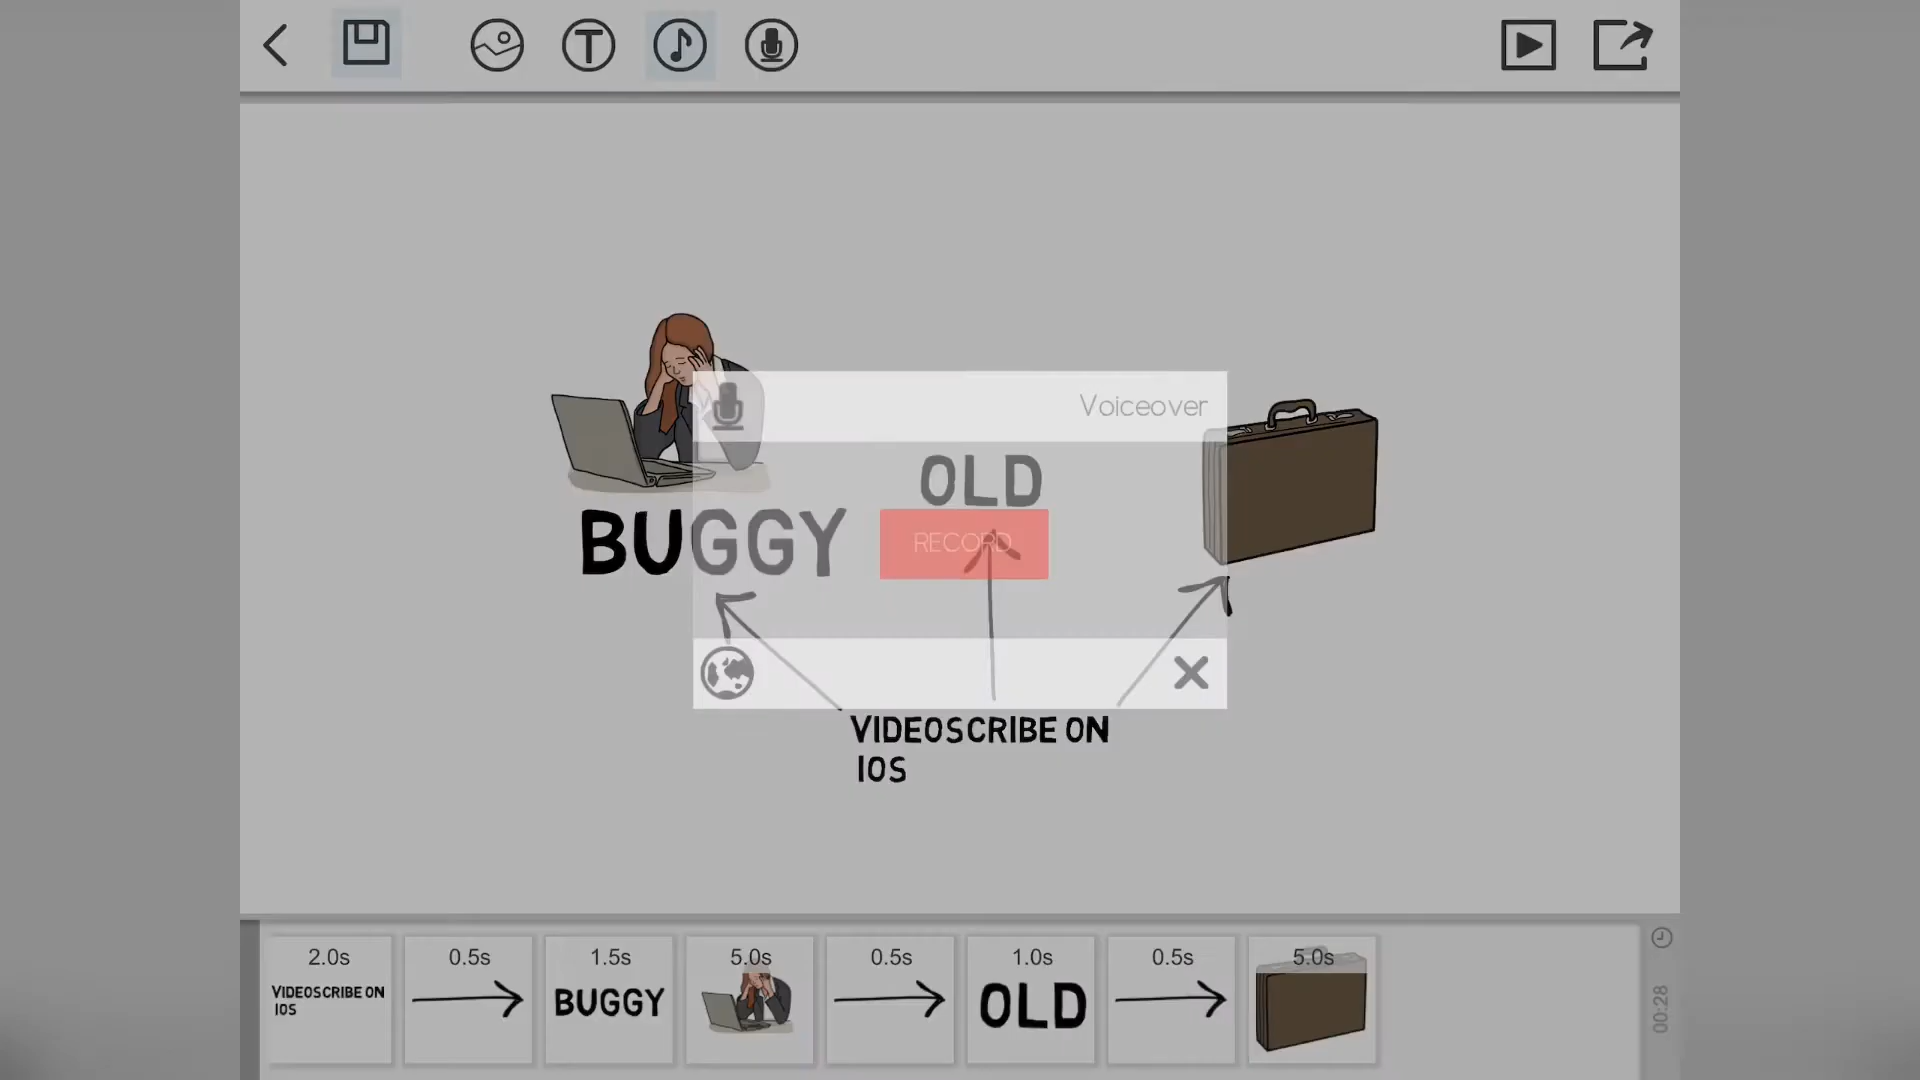 T
Voiceover
OLD
BUGGY
RECORD
VIDEOSCRIBE ON
IOS
2.0s
0.5s
1.5s
5.0s
0.5s
1.0s
0.5s
5.0s
VIDEOSCRIBE ON
IOS
BUGGY
OLD
00:28